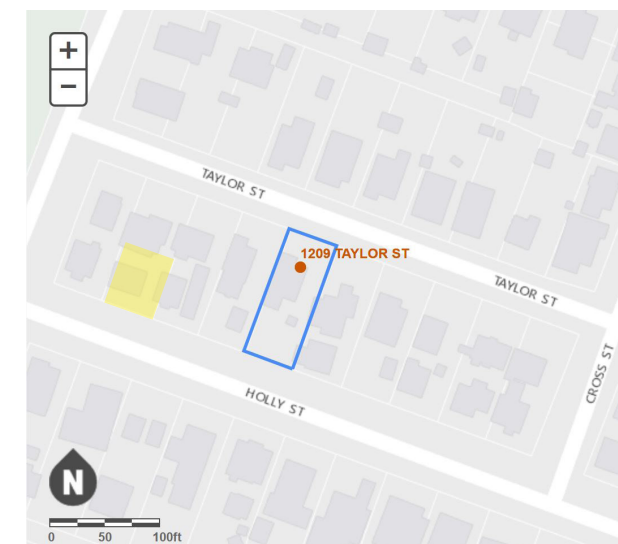 +
−
TAYLOR ST
1209 TAYLOR ST
TAYLOR ST
CROSS ST
HOLLY ST
N
0 50 100ft